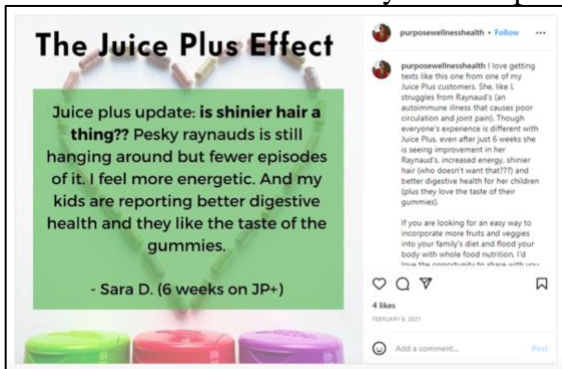 The Juice Plus Effect
Juice plus update: is shinier hair a
thing?? Pesky raynauds is still
hanging around but fewer episodes
of it. I feel more energetic. And my
kids are reporting better digestive
health and they like the taste of the
gummies.
- Sara D. (6 weeks on JP+)
purposewellnesshealth • Follow
purposewellnesshealth I love getting
texts like this one from one of my
Juice Plus customers. She, like I,
struggles from Raynaud's (an
autoimmune illness that causes poor
circulation and joint pain). Though
everyone's experience is different with
Juice Plus, even after just 6 weeks she
is seeing improvement in her
Raynaud's, increased energy, shinier
hair (who doesn't want that???) and
better digestive health for her children
(plus they love the taste of their
gummies).
If you are looking for an easy way to
incorporate more fruits and veggies
into your family's diet and flood your
body with whole food nutrition, I'd
love the opportunity to share with you
4 likes
FEBRUARY 8, 2021
Add a comment...
Post